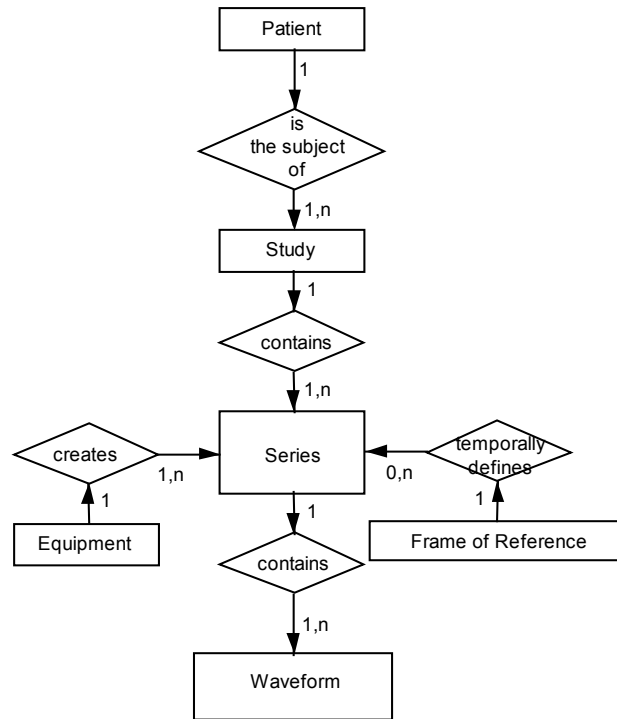 Patient
1
is
the subject
of
1,n
Study
1
contains
1,n
creates
1,n
Series
temporally
defines
0,n
1
1
1
Equipment
Frame of Reference
contains
1,n
Waveform